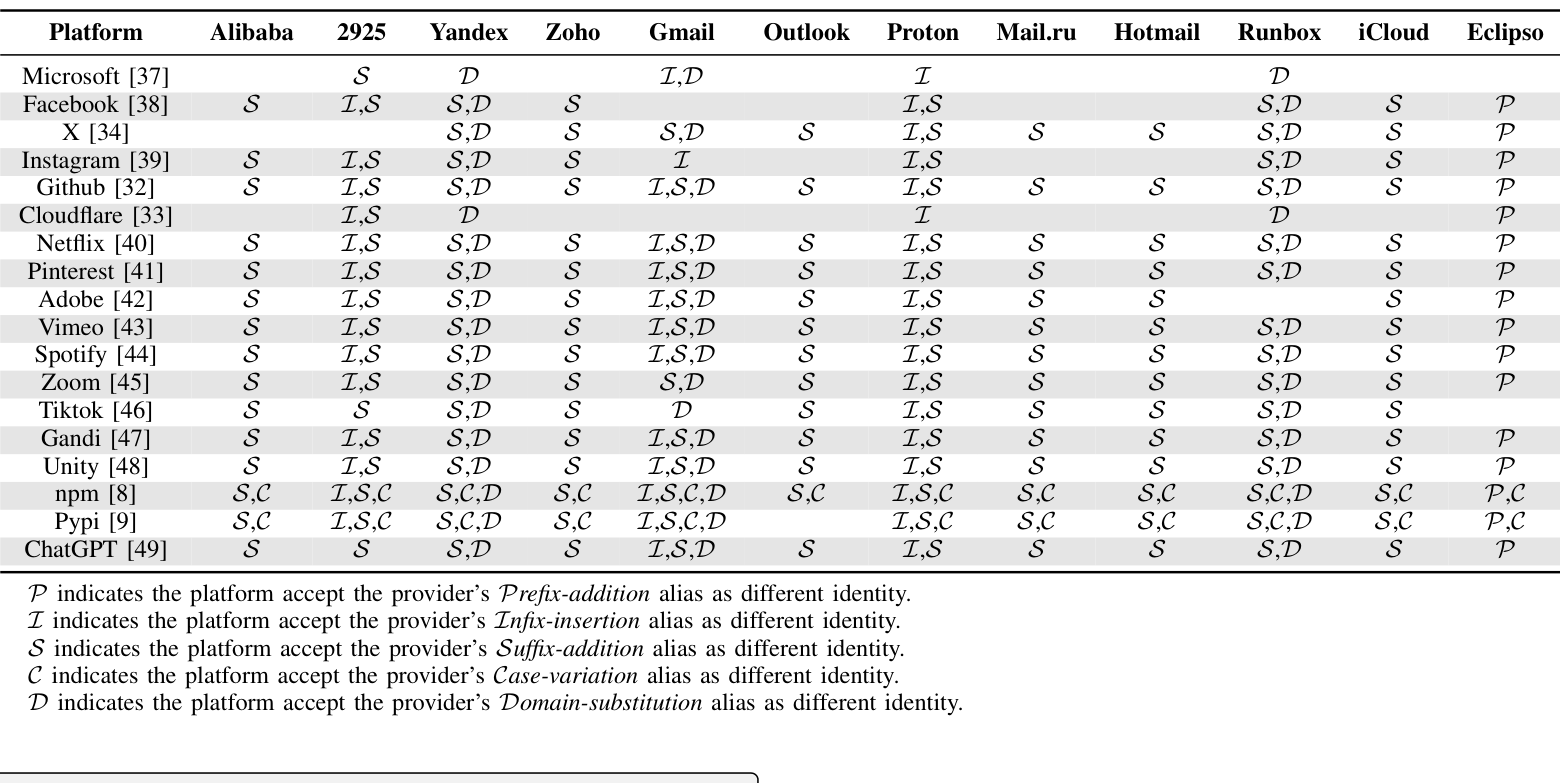 Platform Alibaba 2925 Yandex Zoho Gmail Outlook Proton Mail.ru Hotmail Runbox iCloud Eclipso
Microsoft [37] S D I,D I D
Facebook [38] S I,S S,D S I,S S,D S P
X [34] S,D S S,D S I,S S S S,D S P
Instagram [39] S I,S S,D S I I,S S,D S P
Github [32] S I,S S,D S I,S,D S I,S S S S,D S P
Cloudflare [33] I,S D I D P
Netflix [40] S I,S S,D S I,S,D S I,S S S S,D S P
Pinterest [41] S I,S S,D S I,S,D S I,S S S S,D S P
Adobe [42] S I,S S,D S I,S,D S I,S S S S P
Vimeo [43] S I,S S,D S I,S,D S I,S S S S,D S P
Spotify [44] S I,S S,D S I,S,D S I,S S S S,D S P
Zoom [45] S I,S S,D S S,D S I,S S S S,D S P
Tiktok [46] S S S,D S D S I,S S S S,D S
Gandi [47] S I,S S,D S I,S,D S I,S S S S,D S P
Unity [48] S I,S S,D S I,S,D S I,S S S S,D S P
npm [8] S,C I,S,C S,C,D S,C I,S,C,D S,C I,S,C S,C S,C S,C,D S,C P,C
Pypi [9] S,C I,S,C S,C,D S,C I,S,C,D I,S,C S,C S,C S,C,D S,C P,C
ChatGPT [49] S S S,D S I,S,D S I,S S S S,D S P
P indicates the platform accept the provider's Prefix-addition alias as different identity.
I indicates the platform accept the provider's Infix-insertion alias as different identity.
S indicates the platform accept the provider's Suffix-addition alias as different identity.
C indicates the platform accept the provider's Case-variation alias as different identity.
D indicates the platform accept the provider's Domain-substitution alias as different identity.